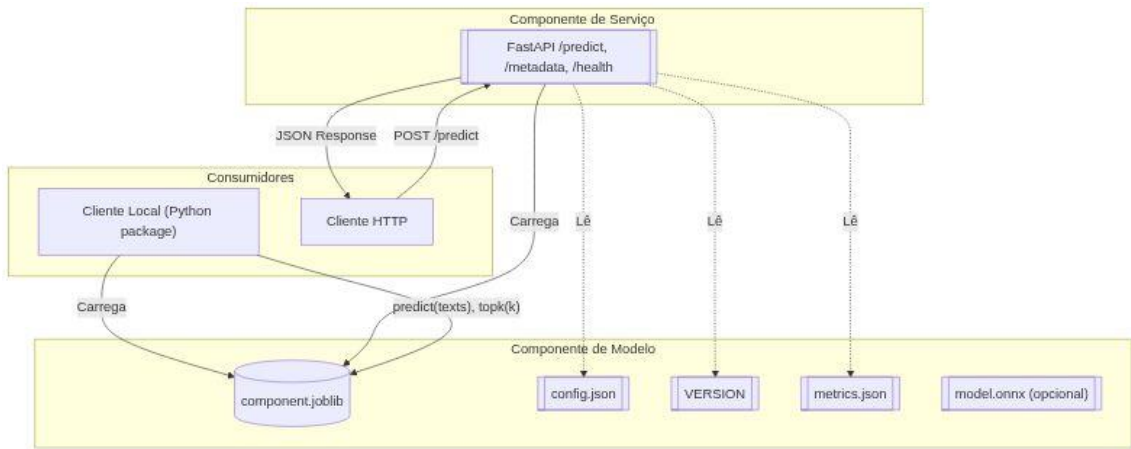 Componente de Serviço
FastAPI /predict,
/metadata, /health
JSON Response
POST /predict
Consumidores
Cliente Local (Python
package)
Cliente HTTP
Carrega
Lê
Lê
Lê
Carrega
predict(texts), topk(k)
Componente de Modelo
component.joblib
config.json
VERSION
metrics.json
model.onnx (opcional)